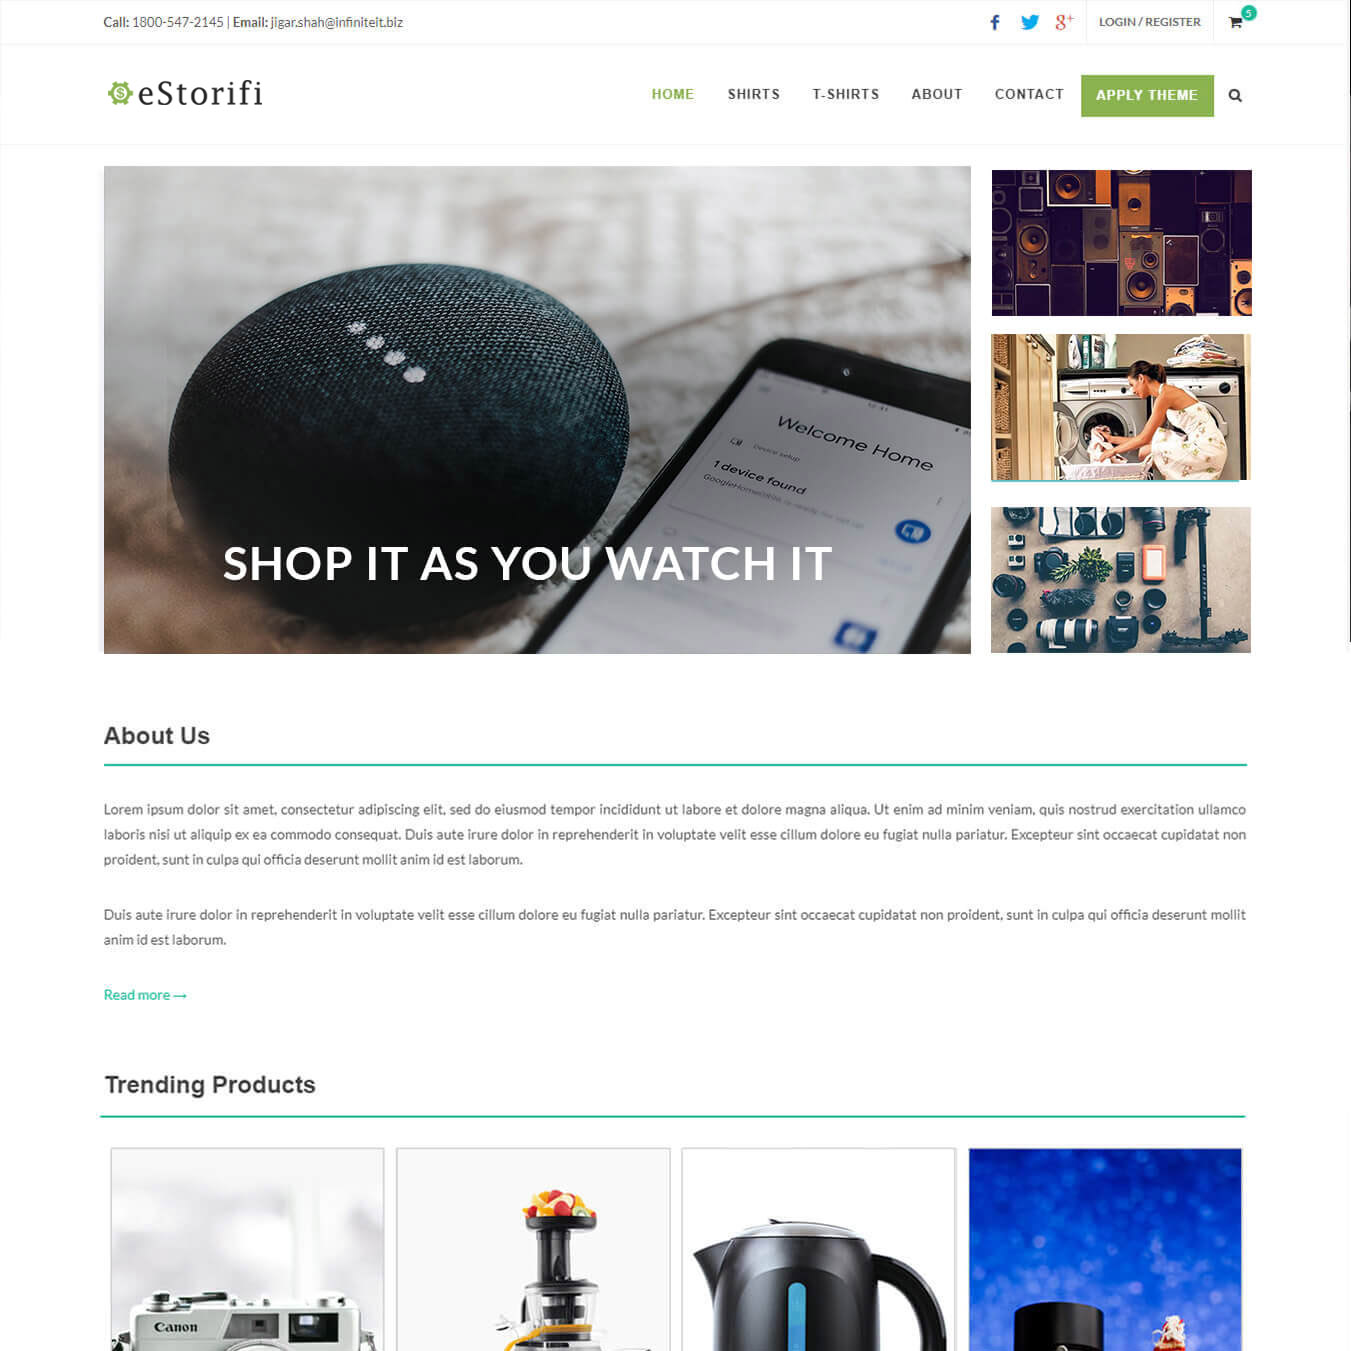 Call: 1800-547-2145 | Email: jigar.shah@infiniteit.biz
LOGIN / REGISTER
5
eStorifi
HOME
SHIRTS
T-SHIRTS
ABOUT
CONTACT
APPLY THEME
12:31
Welcome Home
Device setup
1 device found
SHOP IT AS YOU WATCH IT
About Us
Lorem ipsum dolor sit amet, consectetur adipiscing elit, sed do eiusmod tempor incididunt ut labore et dolore magna aliqua. Ut enim ad minim veniam, quis nostrud exercitation ullamco
laboris nisi ut aliquip ex ea commodo consequat. Duis aute irure dolor in reprehenderit in voluptate velit esse cillum dolore eu fugiat nulla pariatur. Excepteur sint occaecat cupidatat non
proident, sunt in culpa qui officia deserunt mollit anim id est laborum.
Duis aute irure dolor in reprehenderit in voluptate velit esse cillum dolore eu fugiat nulla pariatur. Excepteur sint occaecat cupidatat non proident, sunt in culpa qui officia deserunt mollit
anim id est laborum.
Read more →
Trending Products
Canon